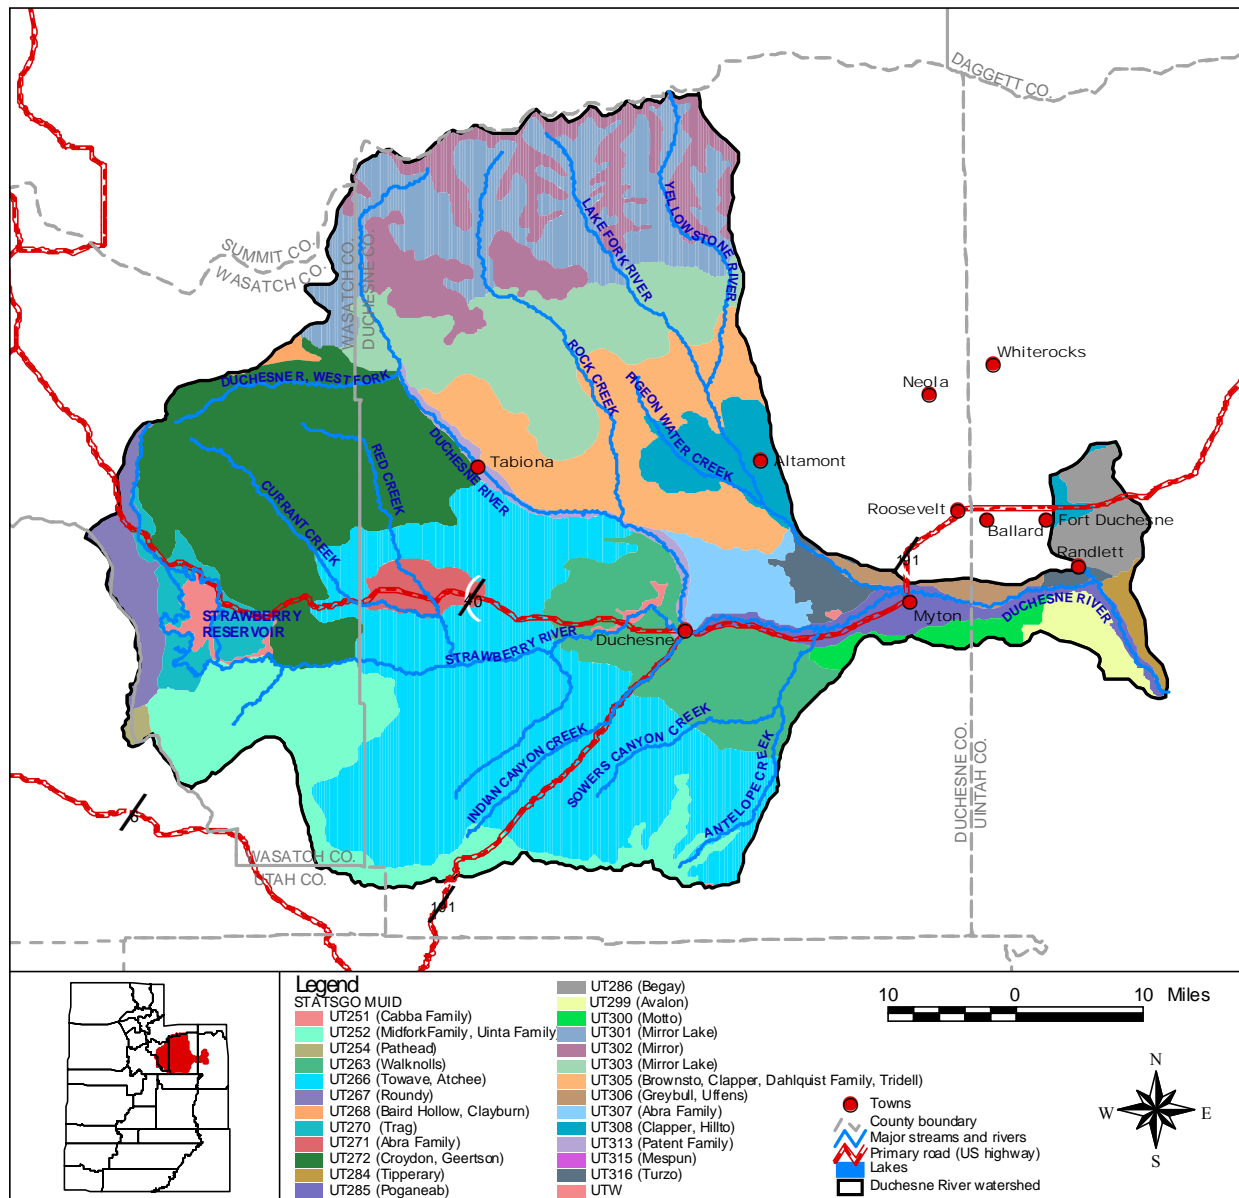 DAGGETT CO.
SUMMIT CO.
WASATCH CO.
WASATCH CO.
DUCHESNE CO.
YELLOWSTONE RIVER
LAKE FORK RIVER
ROCK CREEK
PIGEON WATER CREEK
DUCHESNE R, WEST FORK
DUCHESNE RIVER
RED CREEK
CURRANT CREEK
Whiterocks
Neola
Tabiona
Altamont
Roosevelt
Ballard
Fort Duchesne
Randlett
191
40
STRAWBERRY
RESERVOIR
STRAWBERRY RIVER
Duchesne
Myton
DUCHESNE RIVER
INDIAN CANYON CREEK
SOWERS CANYON CREEK
ANTELOPE CREEK
DUCHESNE CO.
UINTAH CO.
6
WASATCH CO.
UTAH CO.
191
Legend
STATSGO MUID
UT251 (Cabba Family)
UT252 (Midfork Family, Uinta Family)
UT254 (Pathead)
UT263 (Walknolls)
UT266 (Towave, Atchee)
UT267 (Roundy)
UT268 (Baird Hollow, Clayburn)
UT270 (Trag)
UT271 (Abra Family)
UT272 (Croydon, Geertson)
UT284 (Tipperary)
UT285 (Poganeab)
UT286 (Begay)
UT299 (Avalon)
UT300 (Motto)
UT301 (Mirror Lake)
UT302 (Mirror)
UT303 (Mirror Lake)
UT305 (Brownsto, Clapper, Dahlquist Family, Tridell)
UT306 (Greybull, Uffens)
UT307 (Abra Family)
UT308 (Clapper, Hillto)
UT313 (Patent Family)
UT315 (Mespun)
UT316 (Turzo)
UTW
10 0 10 Miles
Towns
County boundary
Major streams and rivers
Primary road (US highway)
Lakes
Duchesne River watershed
N
W E
S